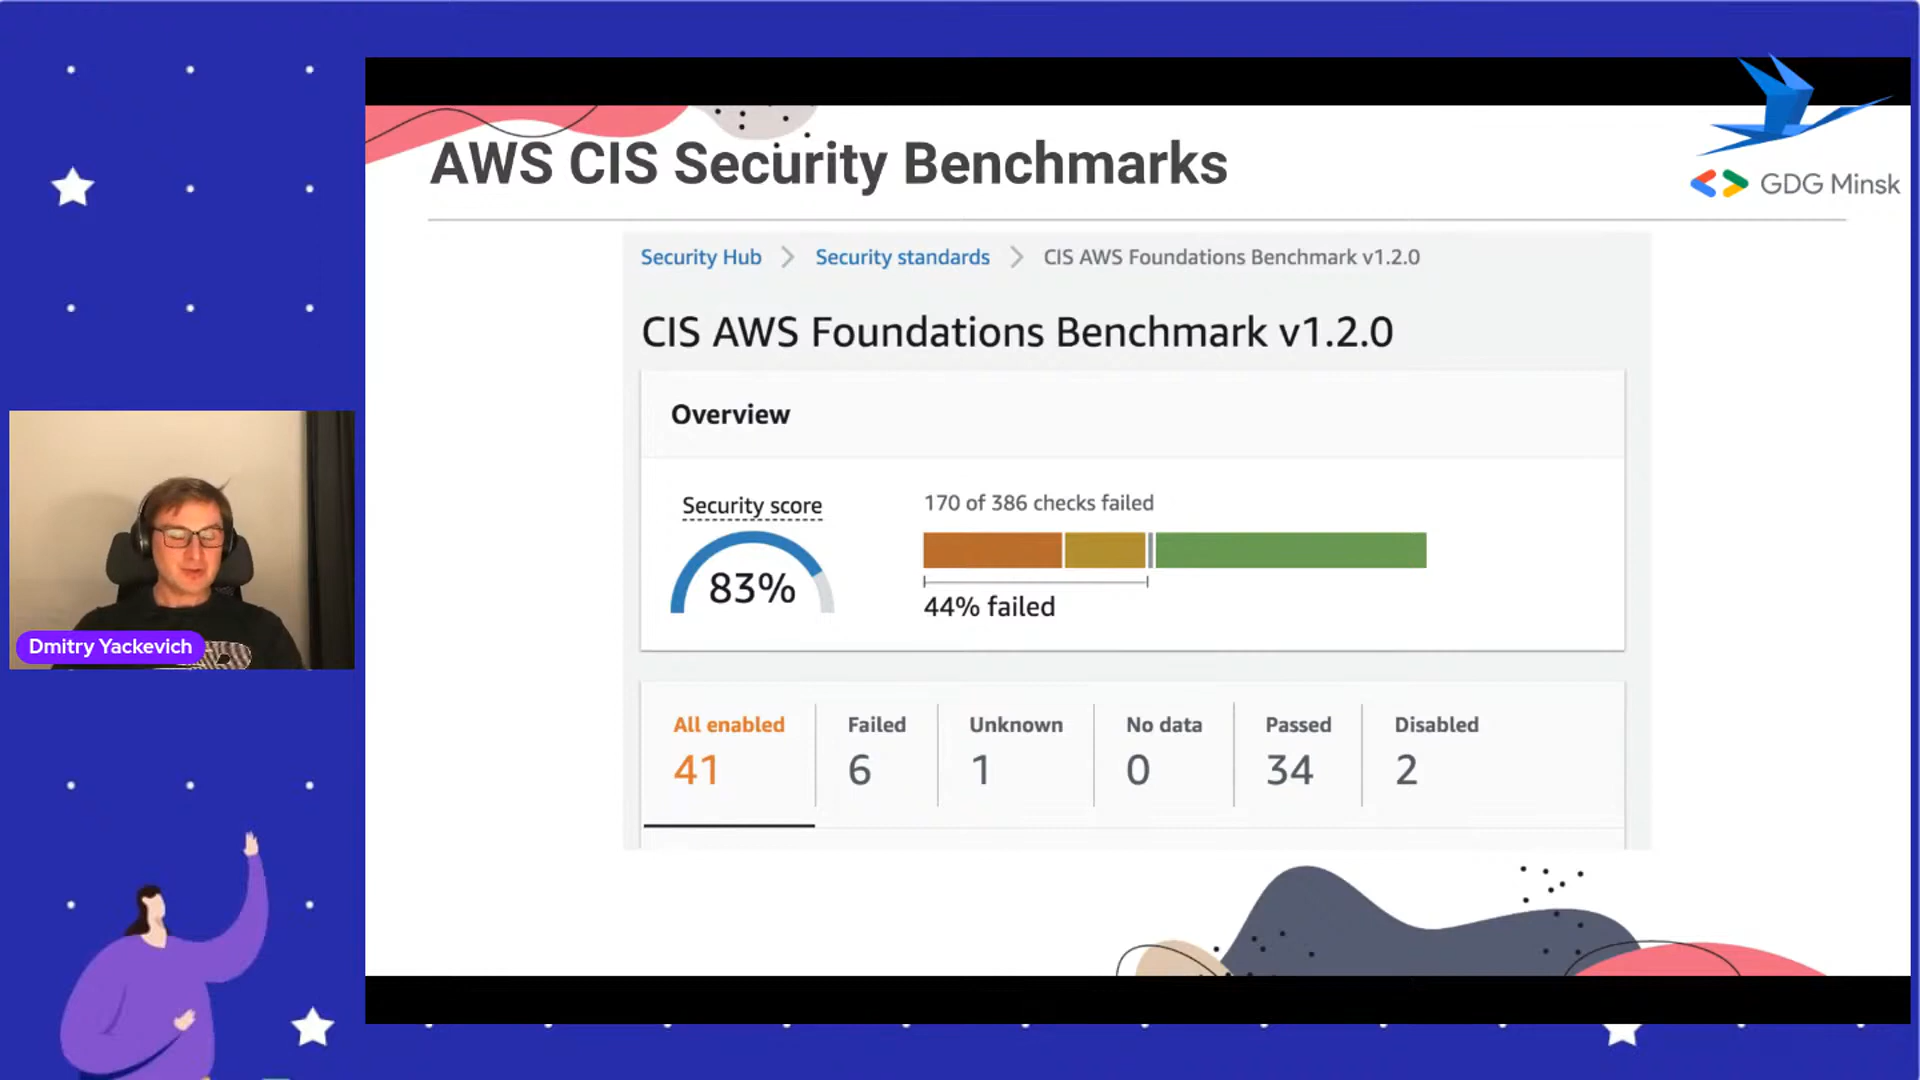 AWS CIS Security Benchmarks
GDG Minsk
Security Hub > Security standards > CIS AWS Foundations Benchmark v1.2.0
CIS AWS Foundations Benchmark v1.2.0
Overview
Security score
83%
170 of 386 checks failed
44% failed
All enabled
41
Failed
6
Unknown
1
No data
0
Passed
34
Disabled
2
Dmitry Yackevich